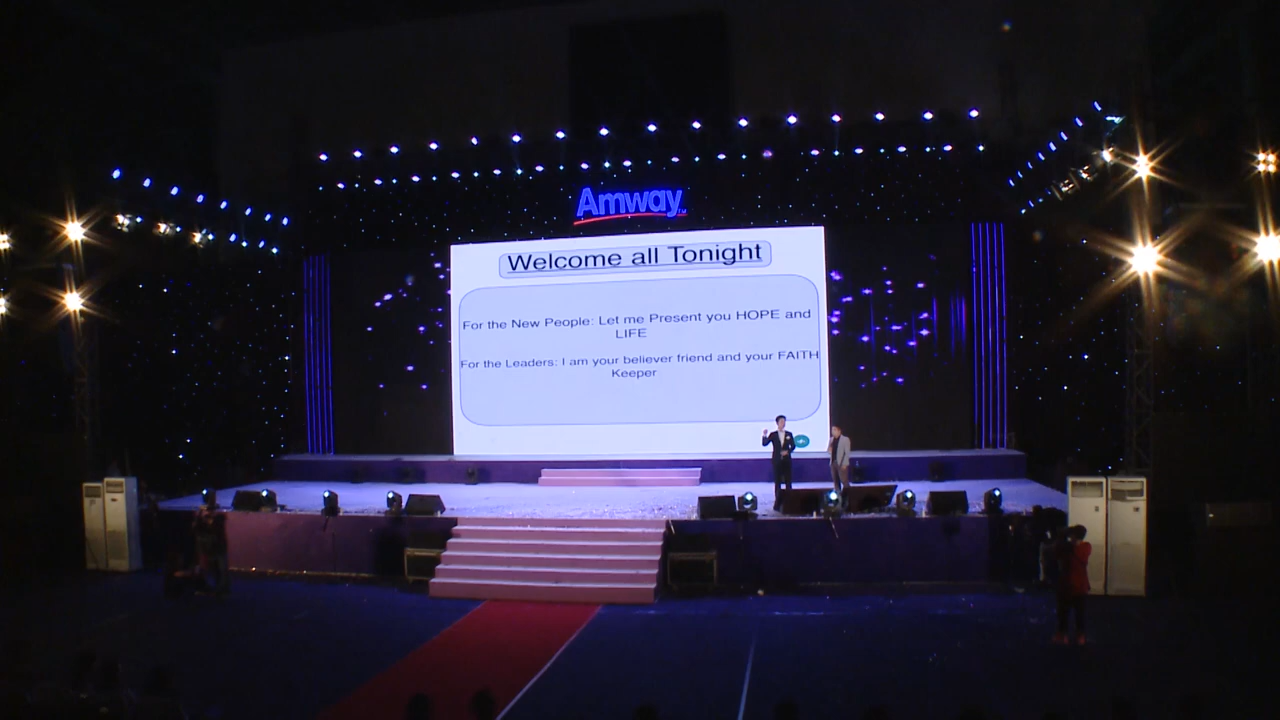 Amway
Welcome all Tonight
For the New People: Let me Present you HOPE and
LIFE
For the Leaders: I am your believer friend and your FAITH
Keeper